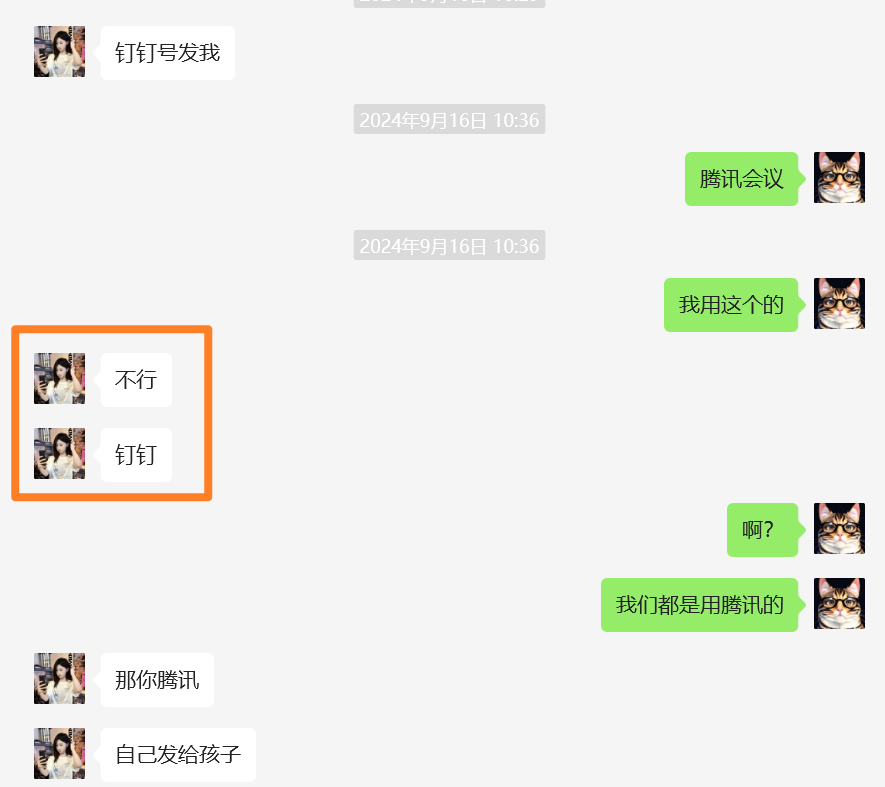 钉钉号发我
2024年9月16日 10:36
腾讯会议
2024年9月16日 10:36
我用这个的
不行
钉钉
啊?
我们都是用腾讯的
那你腾讯
自己发给孩子